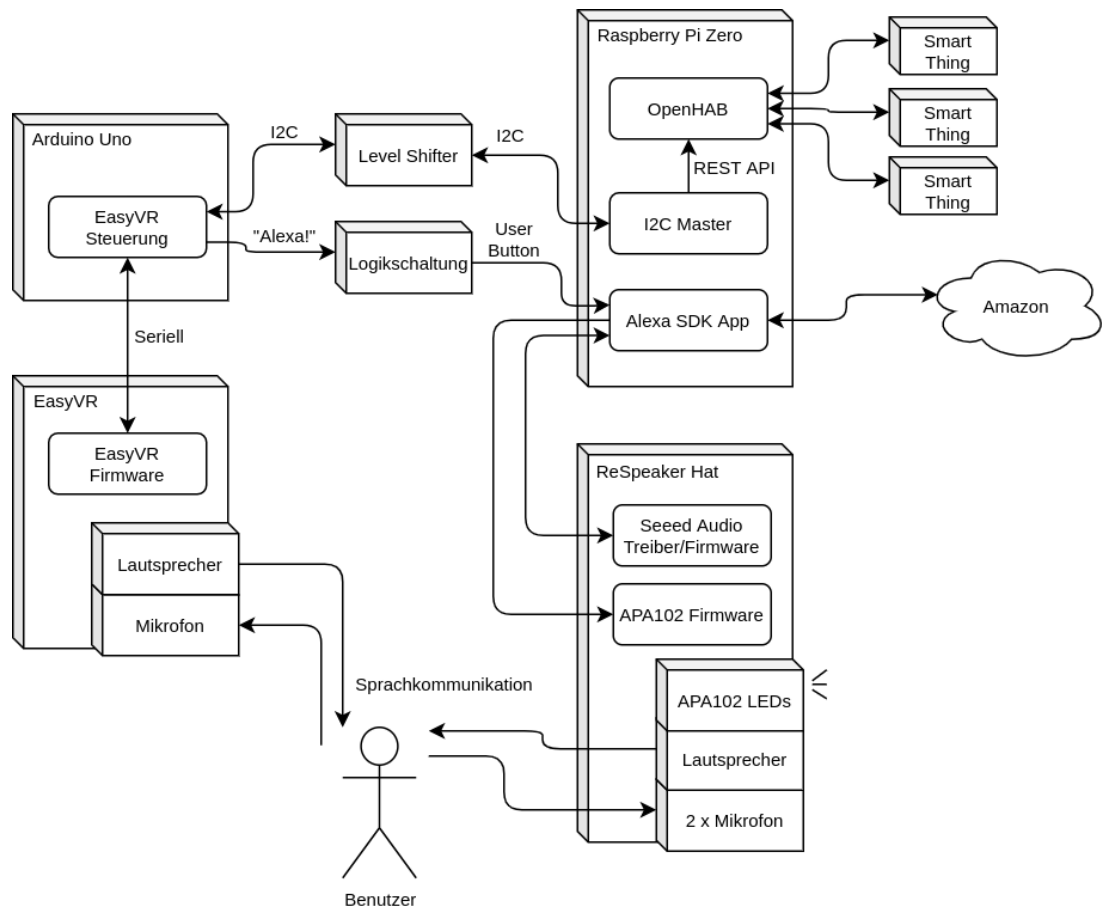 Raspberry Pi Zero
OpenHAB
REST API
I2C Master
Alexa SDK App
Smart
Thing
Smart
Thing
Smart
Thing
Amazon
Arduino Uno
EasyVR
Steuerung
I2C
Level Shifter
I2C
"Alexa!"
Logikschaltung
User
Button
Seriell
EasyVR
EasyVR
Firmware
Lautsprecher
Mikrofon
Sprachkommunikation
Benutzer
ReSpeaker Hat
Seeed Audio
Treiber/Firmware
APA102 Firmware
APA102 LEDs
Lautsprecher
2 x Mikrofon